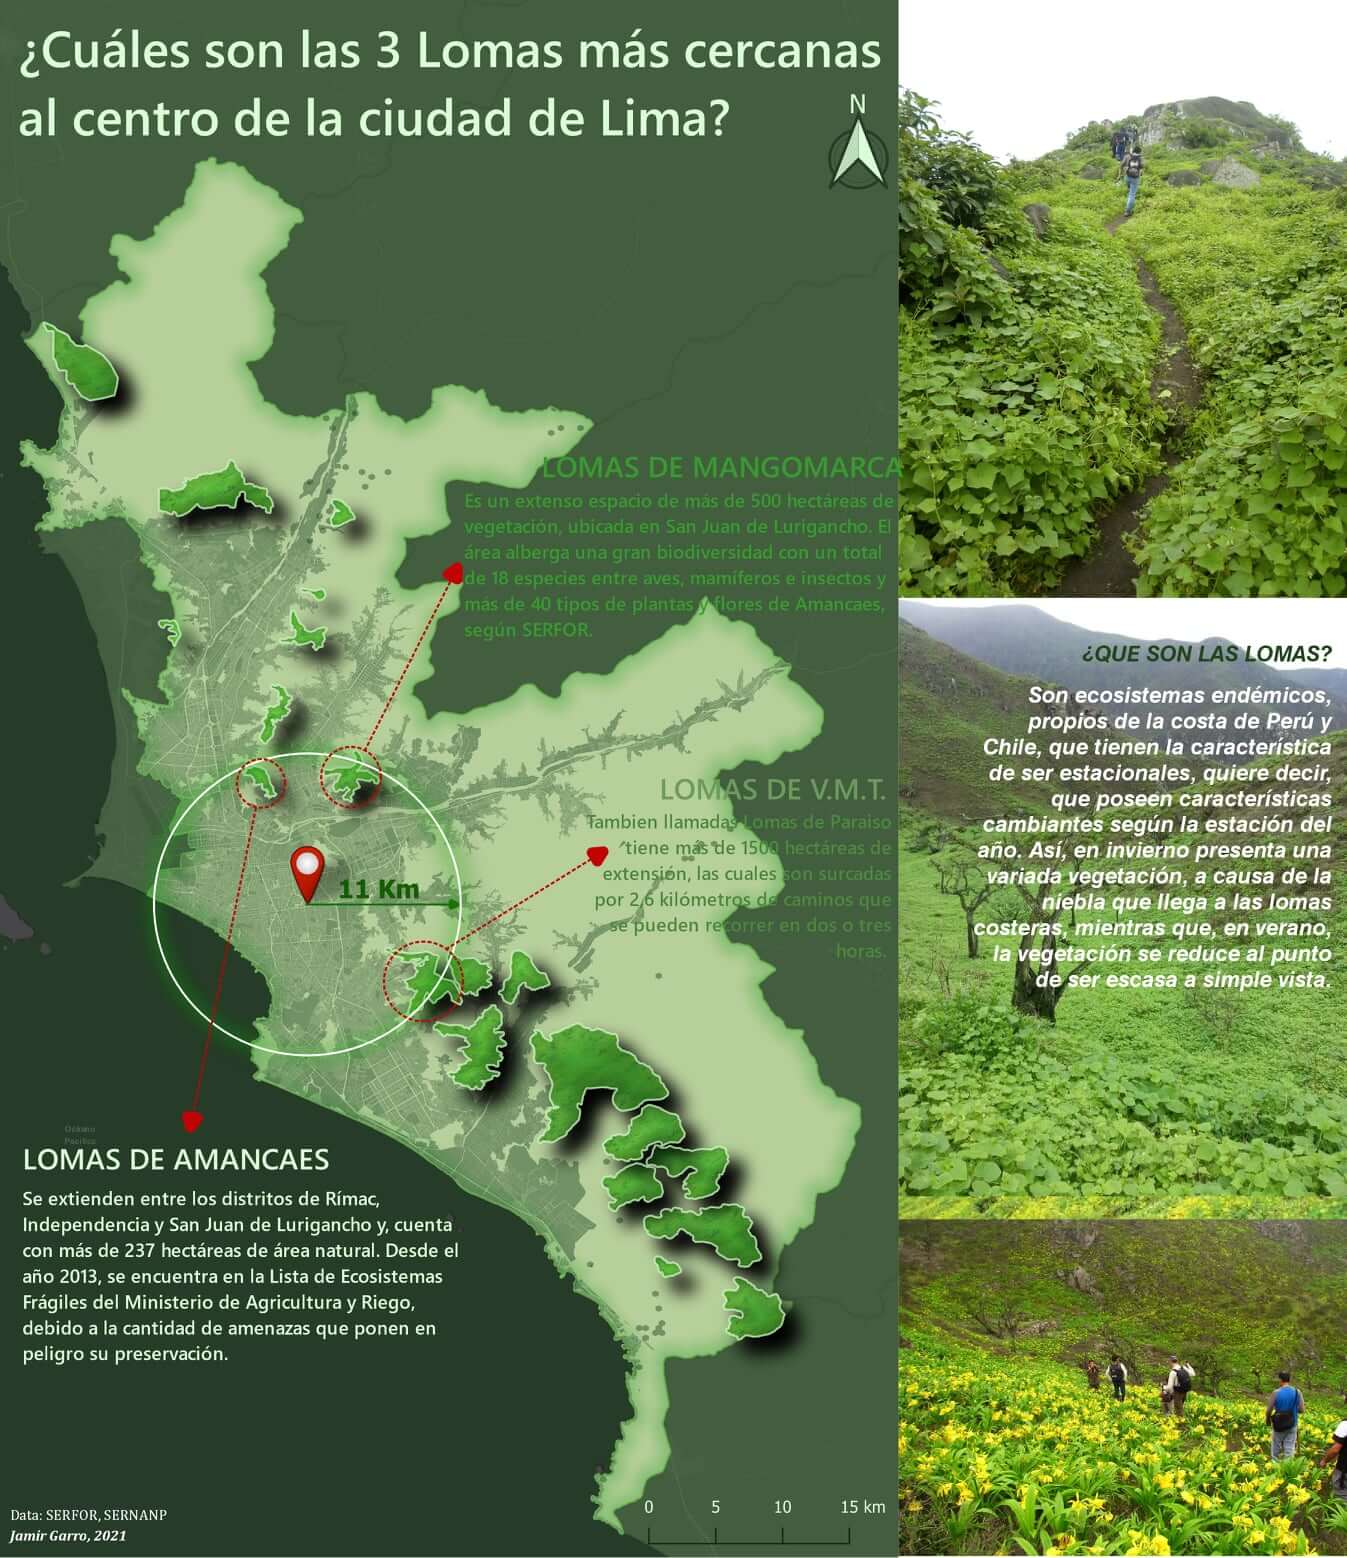 ¿Cuáles son las 3 Lomas más cercanas
al centro de la ciudad de Lima?
N
LOMAS DE MANGOMARCA
Es un extenso espacio de más de 500 hectáreas de
vegetación, ubicada en San Juan de Lurigancho. El
área alberga una gran biodiversidad con un total
de 18 especies entre aves, mamíferos e insectos y
más de 40 tipos de plantas y flores de Amancaes,
según SERFOR.
LOMAS DE V.M.T.
Tambien llamadas Lomas de Paraiso
tiene más de 1500 hectáreas de
extensión, las cuales son surcadas
por 2,6 kilómetros de caminos que
se pueden recorrer en dos o tres
horas.
11 Km
Océano
Pacífico
LOMAS DE AMANCAES
Se extienden entre los distritos de Rímac,
Independencia y San Juan de Lurigancho y, cuenta
con más de 237 hectáreas de área natural. Desde el
año 2013, se encuentra en la Lista de Ecosistemas
Frágiles del Ministerio de Agricultura y Riego,
debido a la cantidad de amenazas que ponen en
peligro su preservación.
Data: SERFOR, SERNANP
Jamir Garro, 2021
0 5 10 15 km
¿QUE SON LAS LOMAS?
Son ecosistemas endémicos,
propios de la costa de Perú y
Chile, que tienen la característica
de ser estacionales, quiere decir,
que poseen características
cambiantes según la estación del
año. Así, en invierno presenta una
variada vegetación, a causa de la
niebla que llega a las lomas
costeras, mientras que, en verano,
la vegetación se reduce al punto
de ser escasa a simple vista.